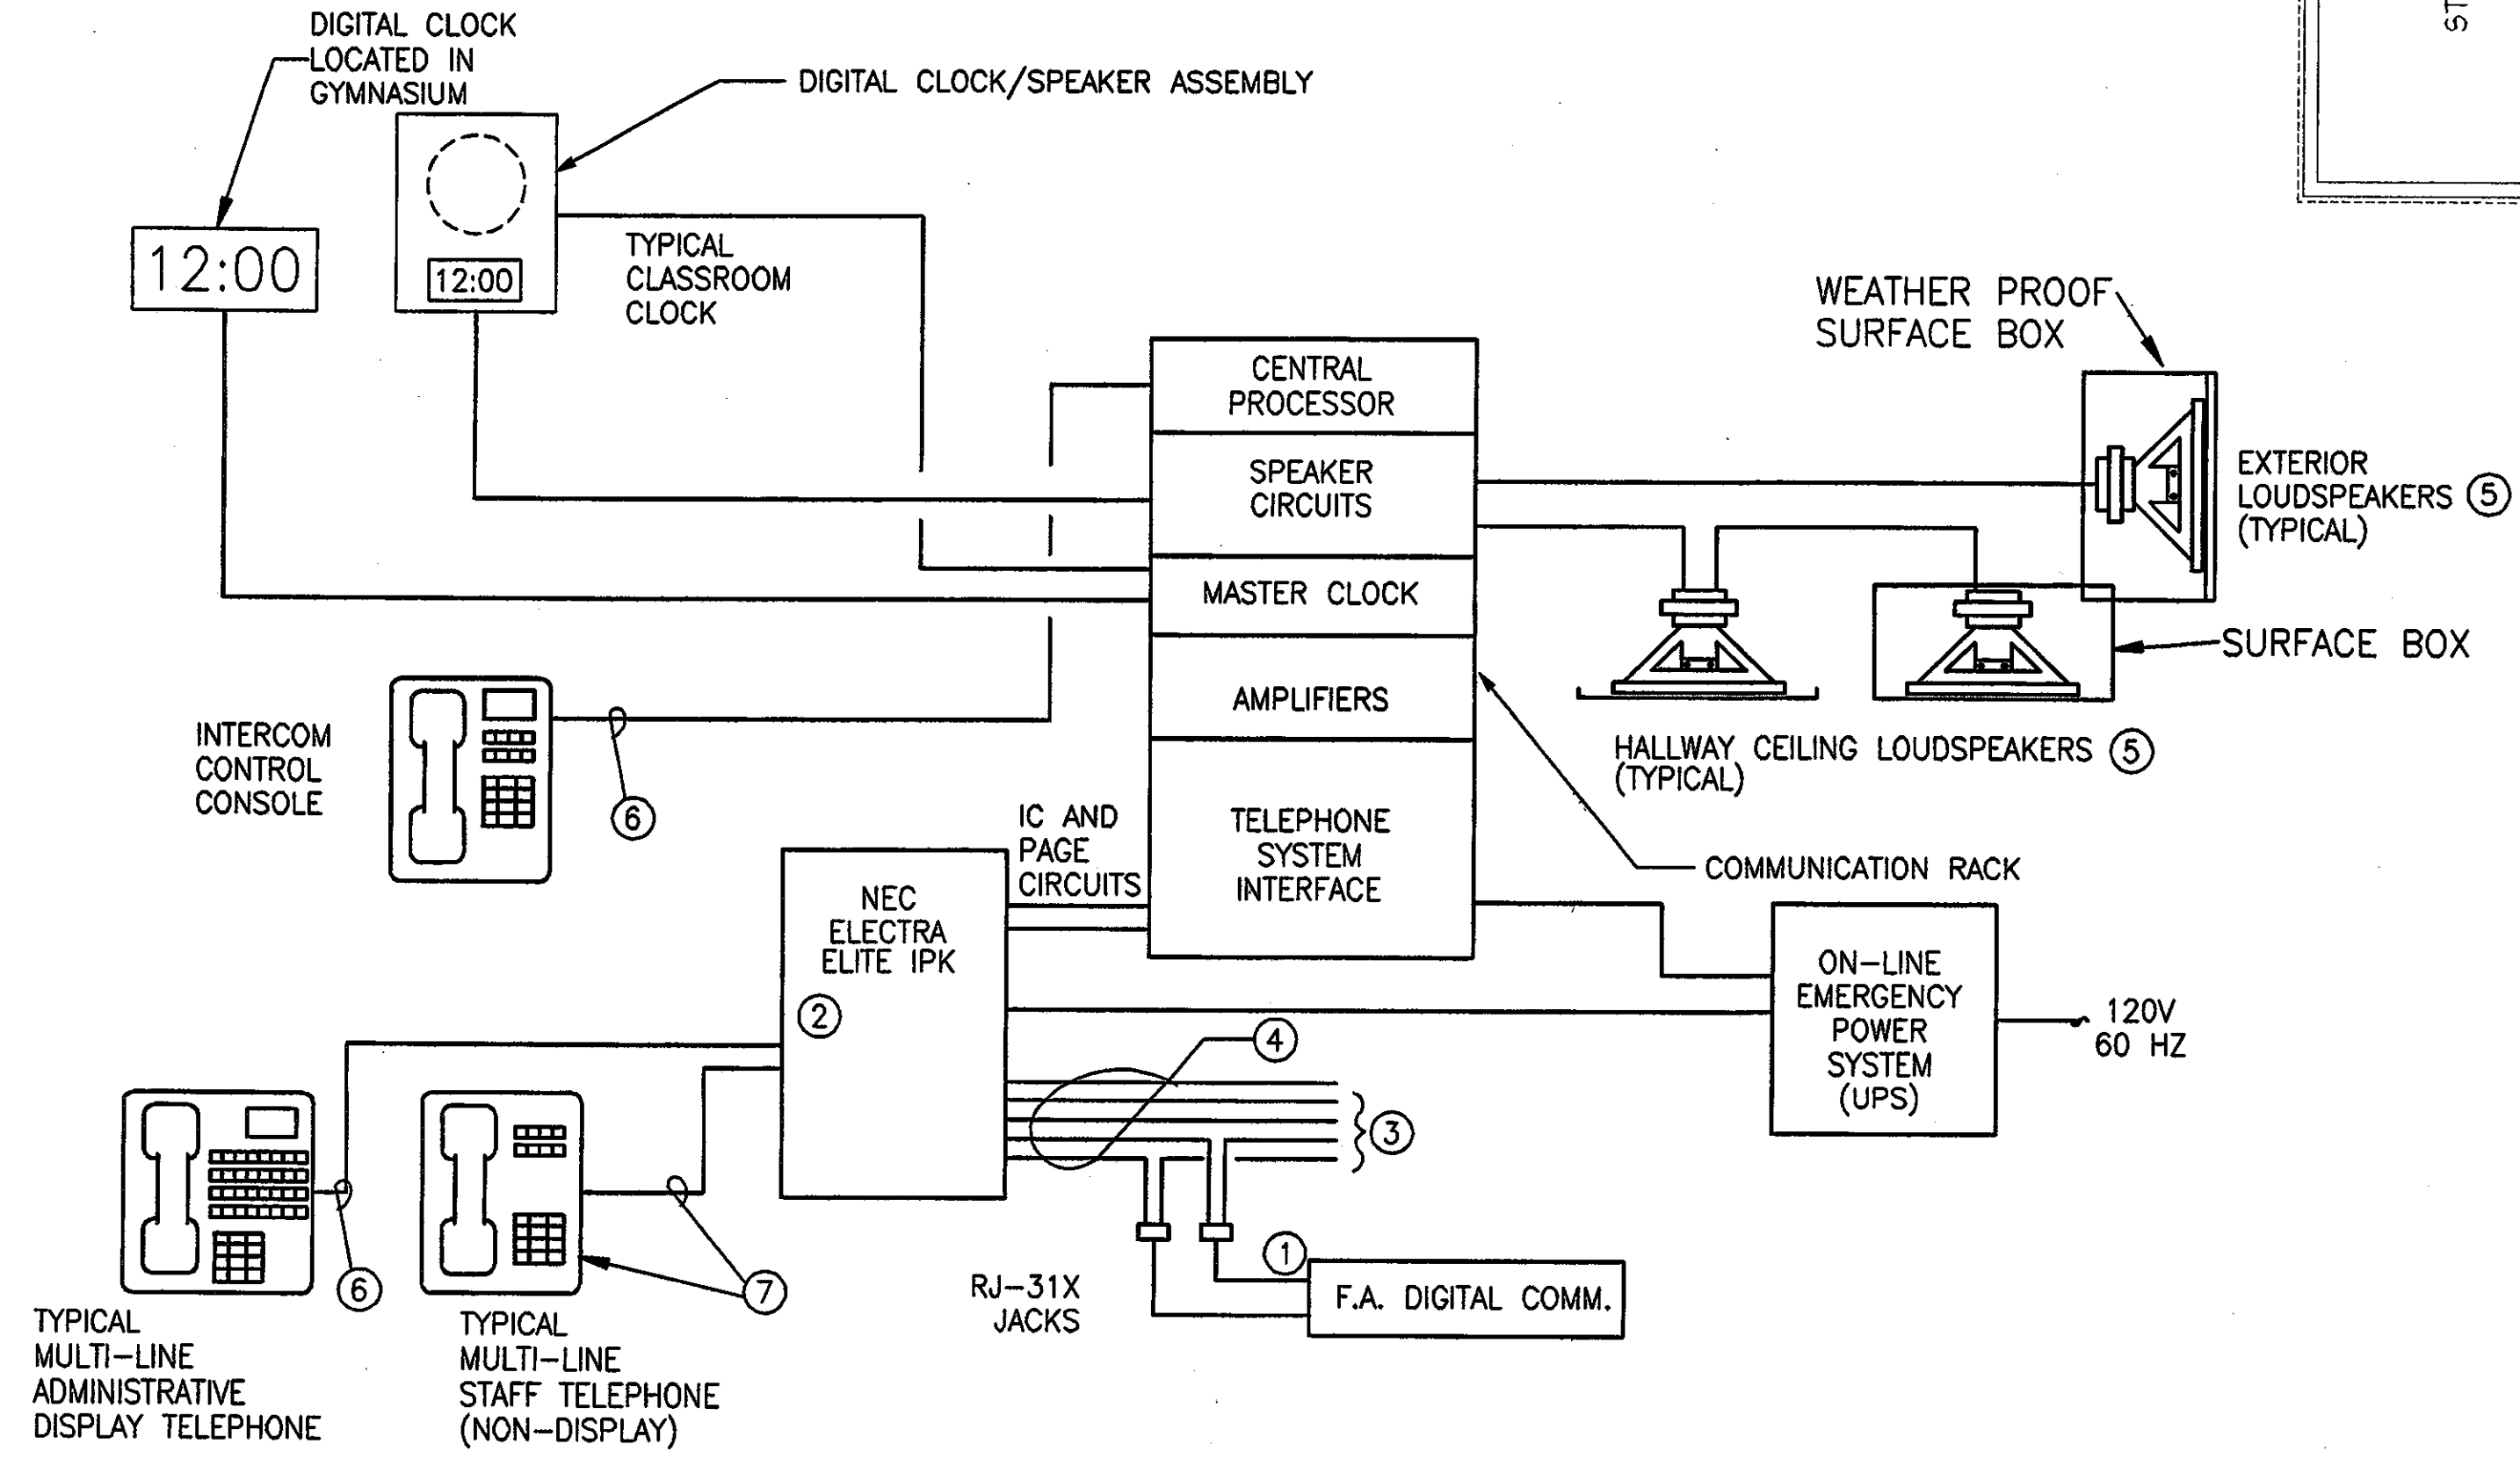 DIGITAL CLOCK
LOCATED IN
GYMNASIUM
DIGITAL CLOCK/SPEAKER ASSEMBLY
ST
12:00
12:00
TYPICAL
CLASSROOM
CLOCK
WEATHER PROOF
SURFACE BOX
CENTRAL
PROCESSOR
SPEAKER
CIRCUITS
MASTER CLOCK
AMPLIFIERS
TELEPHONE
SYSTEM
INTERFACE
EXTERIOR
LOUDSPEAKERS 5
(TYPICAL)
SURFACE BOX
HALLWAY CEILING LOUDSPEAKERS 5
(TYPICAL)
COMMUNICATION RACK
INTERCOM
CONTROL
CONSOLE
6
IC AND
PAGE
CIRCUITS
NEC
ELECTRA
ELITE IPK
2
ON-LINE
EMERGENCY
POWER
SYSTEM
(UPS)
120V
60 HZ
4
3
1
F.A. DIGITAL COMM.
RJ-31X
JACKS
6
7
TYPICAL
MULTI-LINE
ADMINISTRATIVE
DISPLAY TELEPHONE
TYPICAL
MULTI-LINE
STAFF TELEPHONE
(NON-DISPLAY)